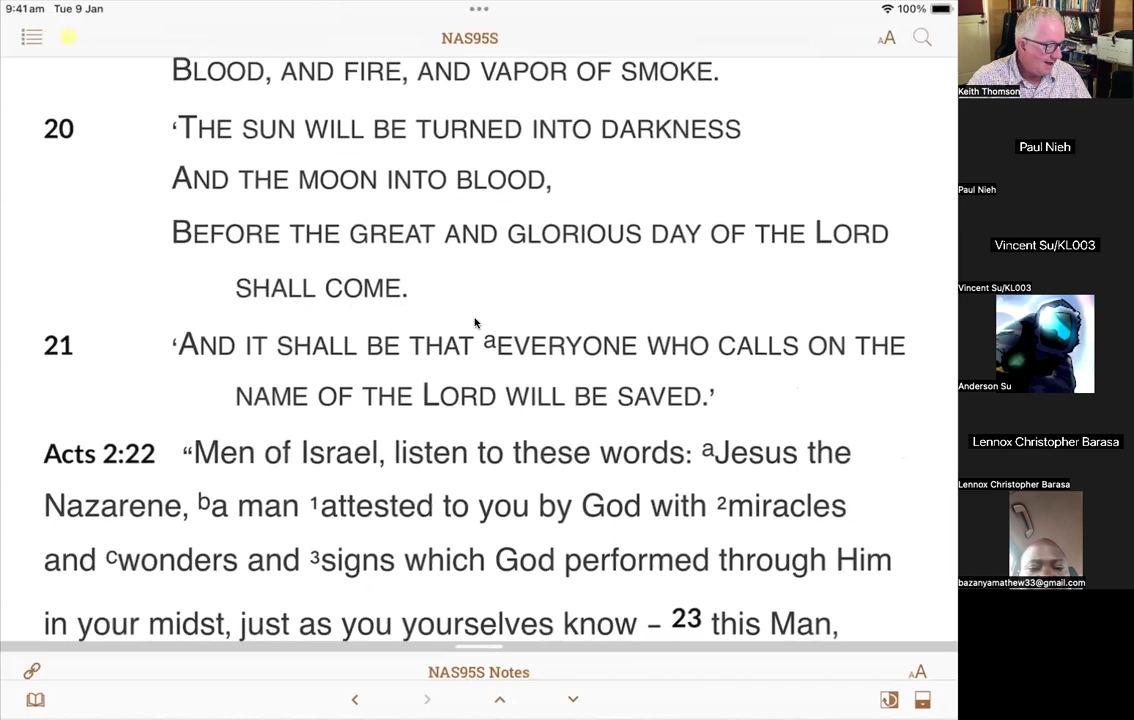 9:41am Tue 9 Jan
100%
NAS95S
AA
BLOOD, AND FIRE, AND VAPOR OF SMOKE.
20 ‘THE SUN WILL BE TURNED INTO DARKNESS
AND THE MOON INTO BLOOD,
BEFORE THE GREAT AND GLORIOUS DAY OF THE LORD
SHALL COME.
21 ‘AND IT SHALL BE THAT aEVERYONE WHO CALLS ON THE
NAME OF THE LORD WILL BE SAVED.’
Acts 2:22 “Men of Israel, listen to these words: aJesus the
Nazarene, ba man 1attested to you by God with 2miracles
and cwonders and 3signs which God performed through Him
in your midst, just as you yourselves know – 23 this Man,
NAS95S Notes
AA
Keith Thomson
Paul Nieh
Paul Nieh
Vincent Su/KL003
Vincent Su/KL003
Anderson Su
Lennox Christopher Barasa
Lennox Christopher Barasa
bazanyamathew33@gmail.com